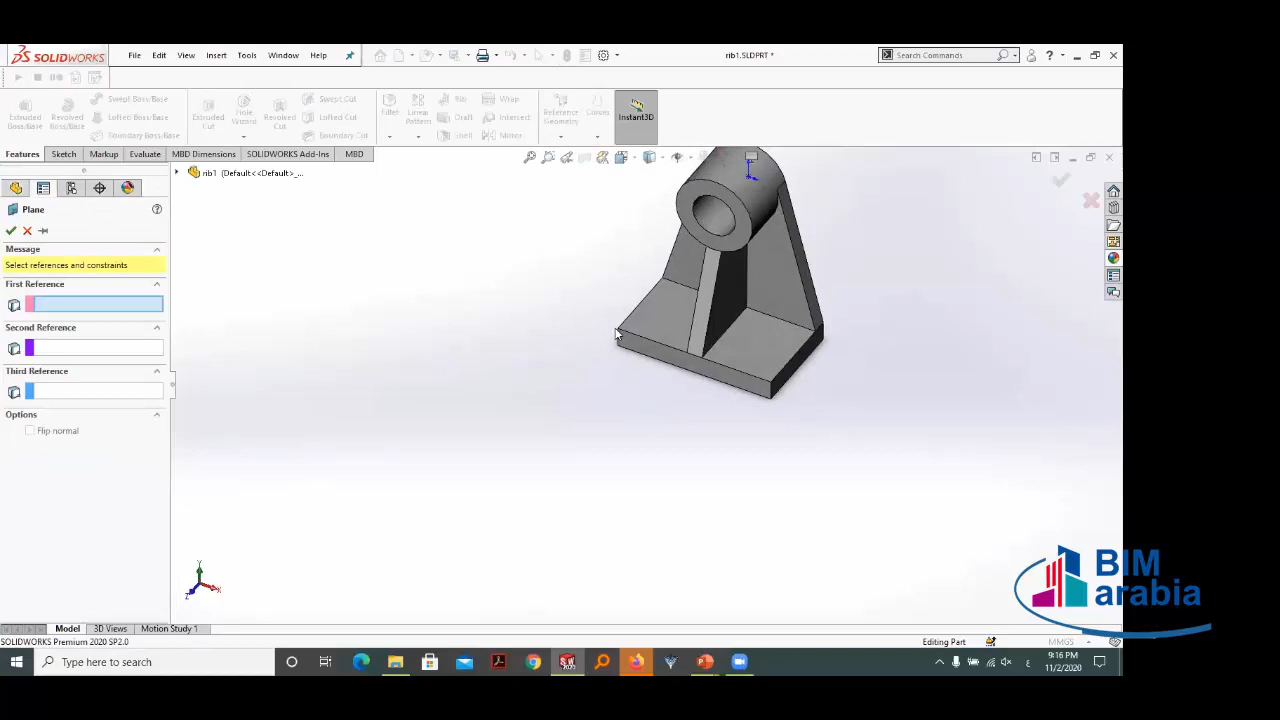 SOLIDWORKS
File Edit View Insert Tools Window Help
rib1.SLDPRT *
Search Commands
Extruded Boss/Base
Revolved Boss/Base
Swept Boss/Base
Lofted Boss/Base
Boundary Boss/Base
Extruded Cut
Hole Wizard
Revolved Cut
Swept Cut
Lofted Cut
Boundary Cut
Fillet
Linear Pattern
Rib
Draft
Shell
Wrap
Intersect
Mirror
Reference Geometry
Curves
Instant3D
Features Sketch Markup Evaluate MBD Dimensions SOLIDWORKS Add-Ins MBD
rib1 (Default<<Default>_...
Plane
Message
Select references and constraints
First Reference
Second Reference
Third Reference
Options
Flip normal
Y
X
Z
BIM
arabia
Model 3D Views Motion Study 1
SOLIDWORKS Premium 2020 SP2.0
Editing Part
MMGS
Type here to search
SW
2020
ع
9:16 PM
11/2/2020